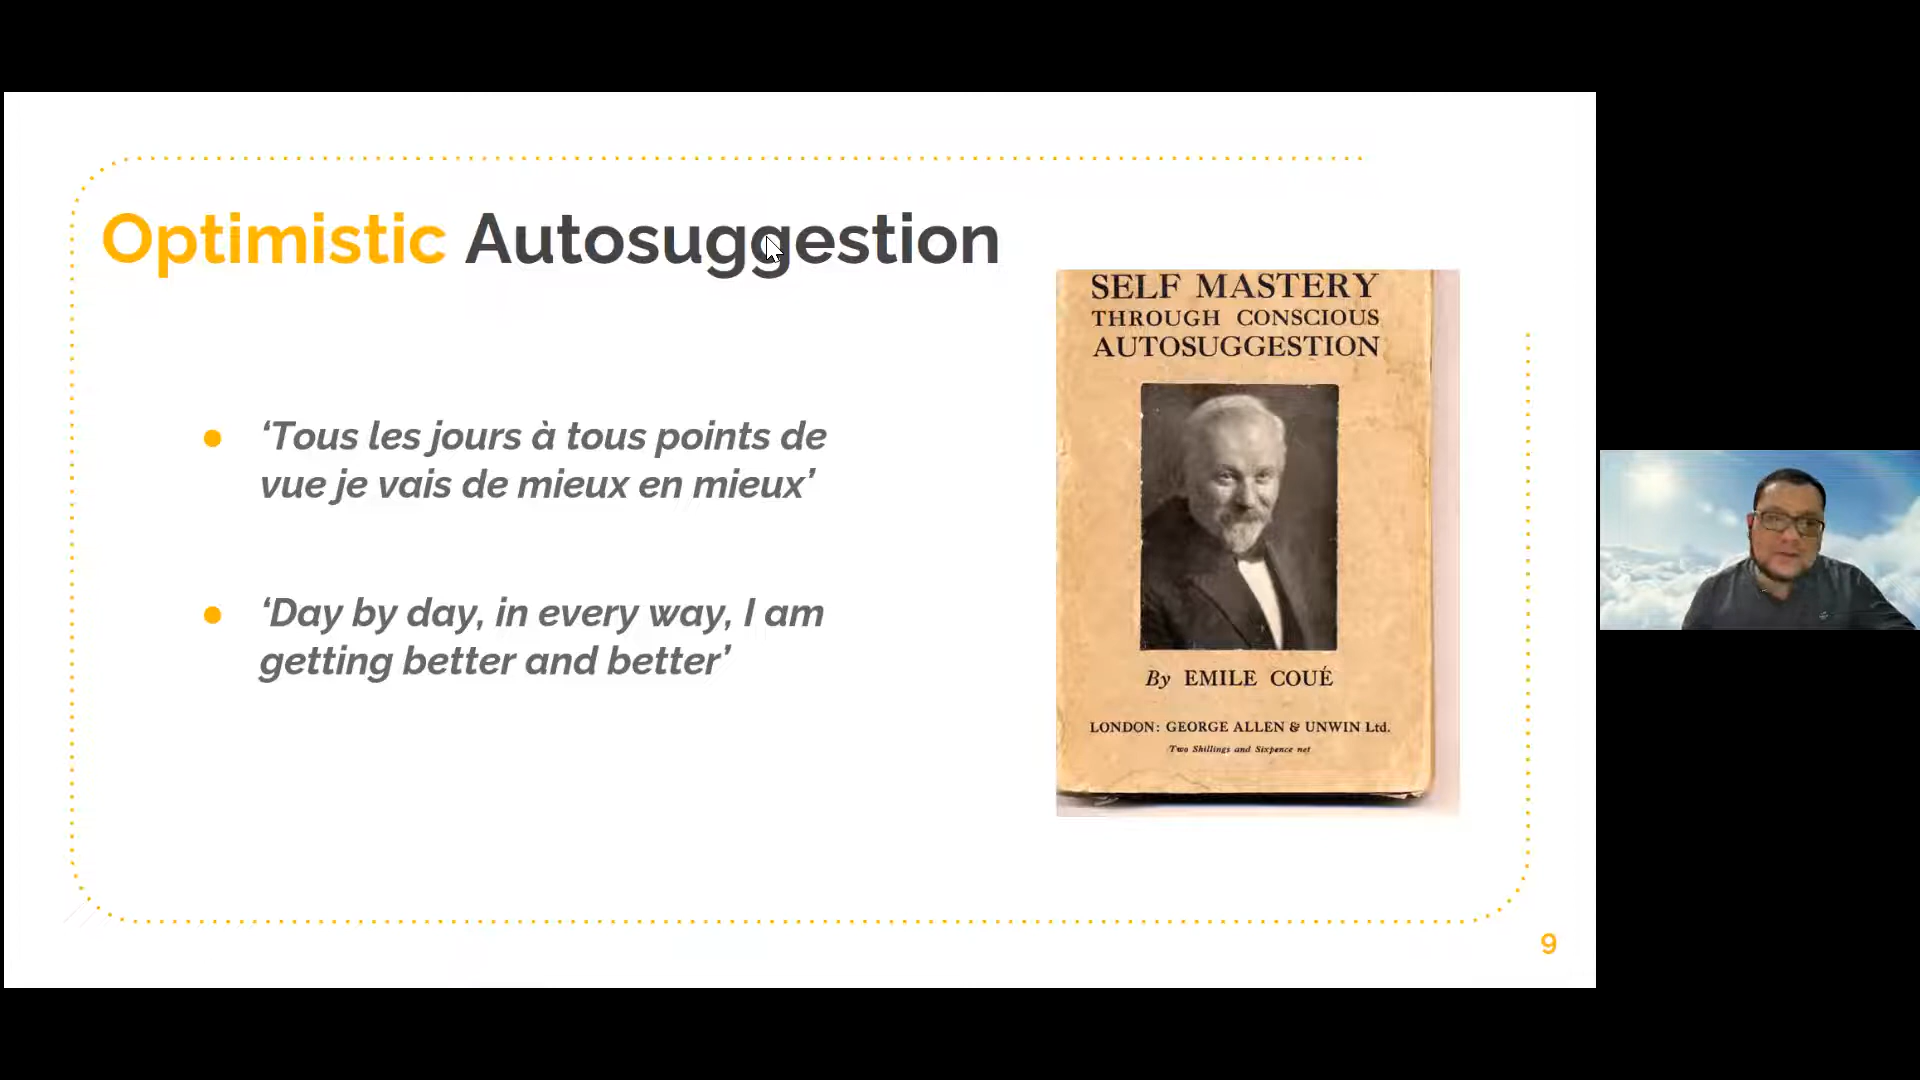 Optimistic Autosuggestion
‘Tous les jours à tous points de
vue je vais de mieux en mieux’
‘Day by day, in every way, I am
getting better and better’
SELF MASTERY
THROUGH CONSCIOUS
AUTOSUGGESTION
By EMILE COUÉ
LONDON: GEORGE ALLEN & UNWIN Ltd.
Two Shillings and Sixpence net
9